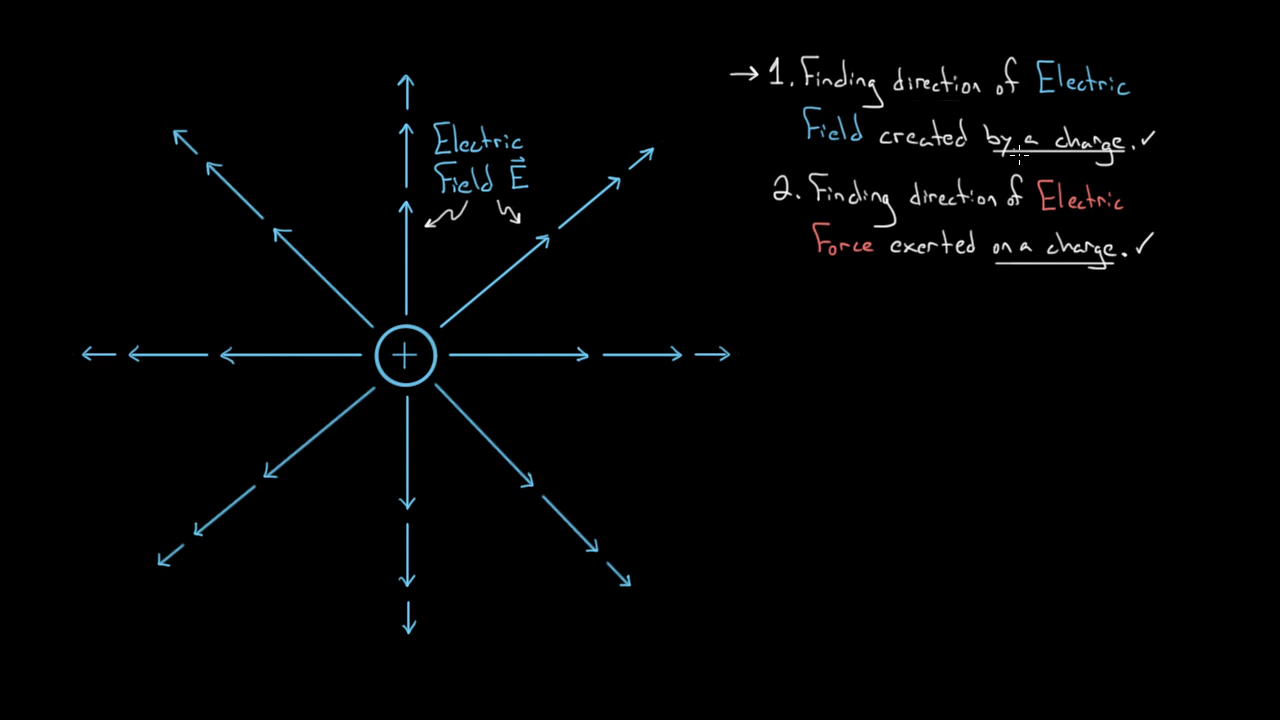 Electric
Field E⃗
+
→ 1. Finding direction of Electric
Field created by a charge. ✓
2. Finding direction of Electric
Force exerted on a charge. ✓